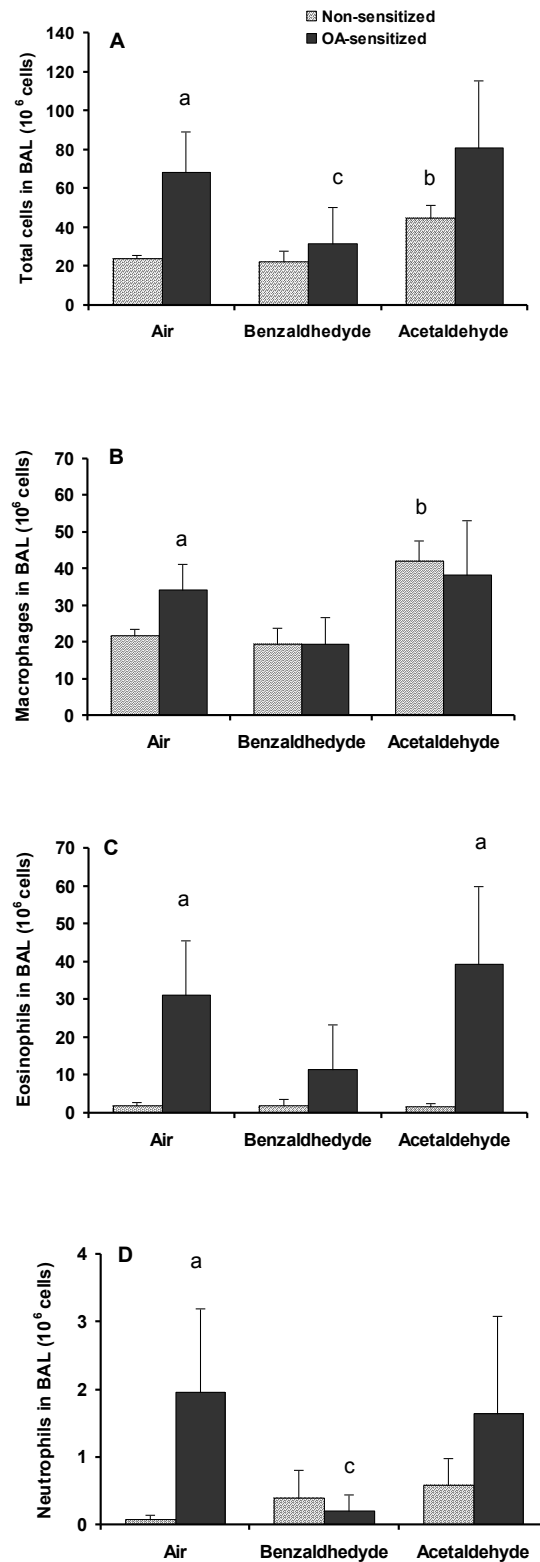 Non-sensitized
OA-sensitized
A
Total cells in BAL (10⁶ cells)
140
120
100
80
60
40
20
0
a
c
b
Air Benzaldhedyde Acetaldehyde
B
Macrophages in BAL (10⁶ cells)
70
60
50
40
30
20
10
0
a
b
Air Benzaldhedyde Acetaldehyde
C
Eosinophils in BAL (10⁶ cells)
70
60
50
40
30
20
10
0
a
a
Air Benzaldhedyde Acetaldehyde
D
Neutrophils in BAL (10⁶ cells)
4
3
2
1
0
a
c
Air Benzaldhedyde Acetaldehyde